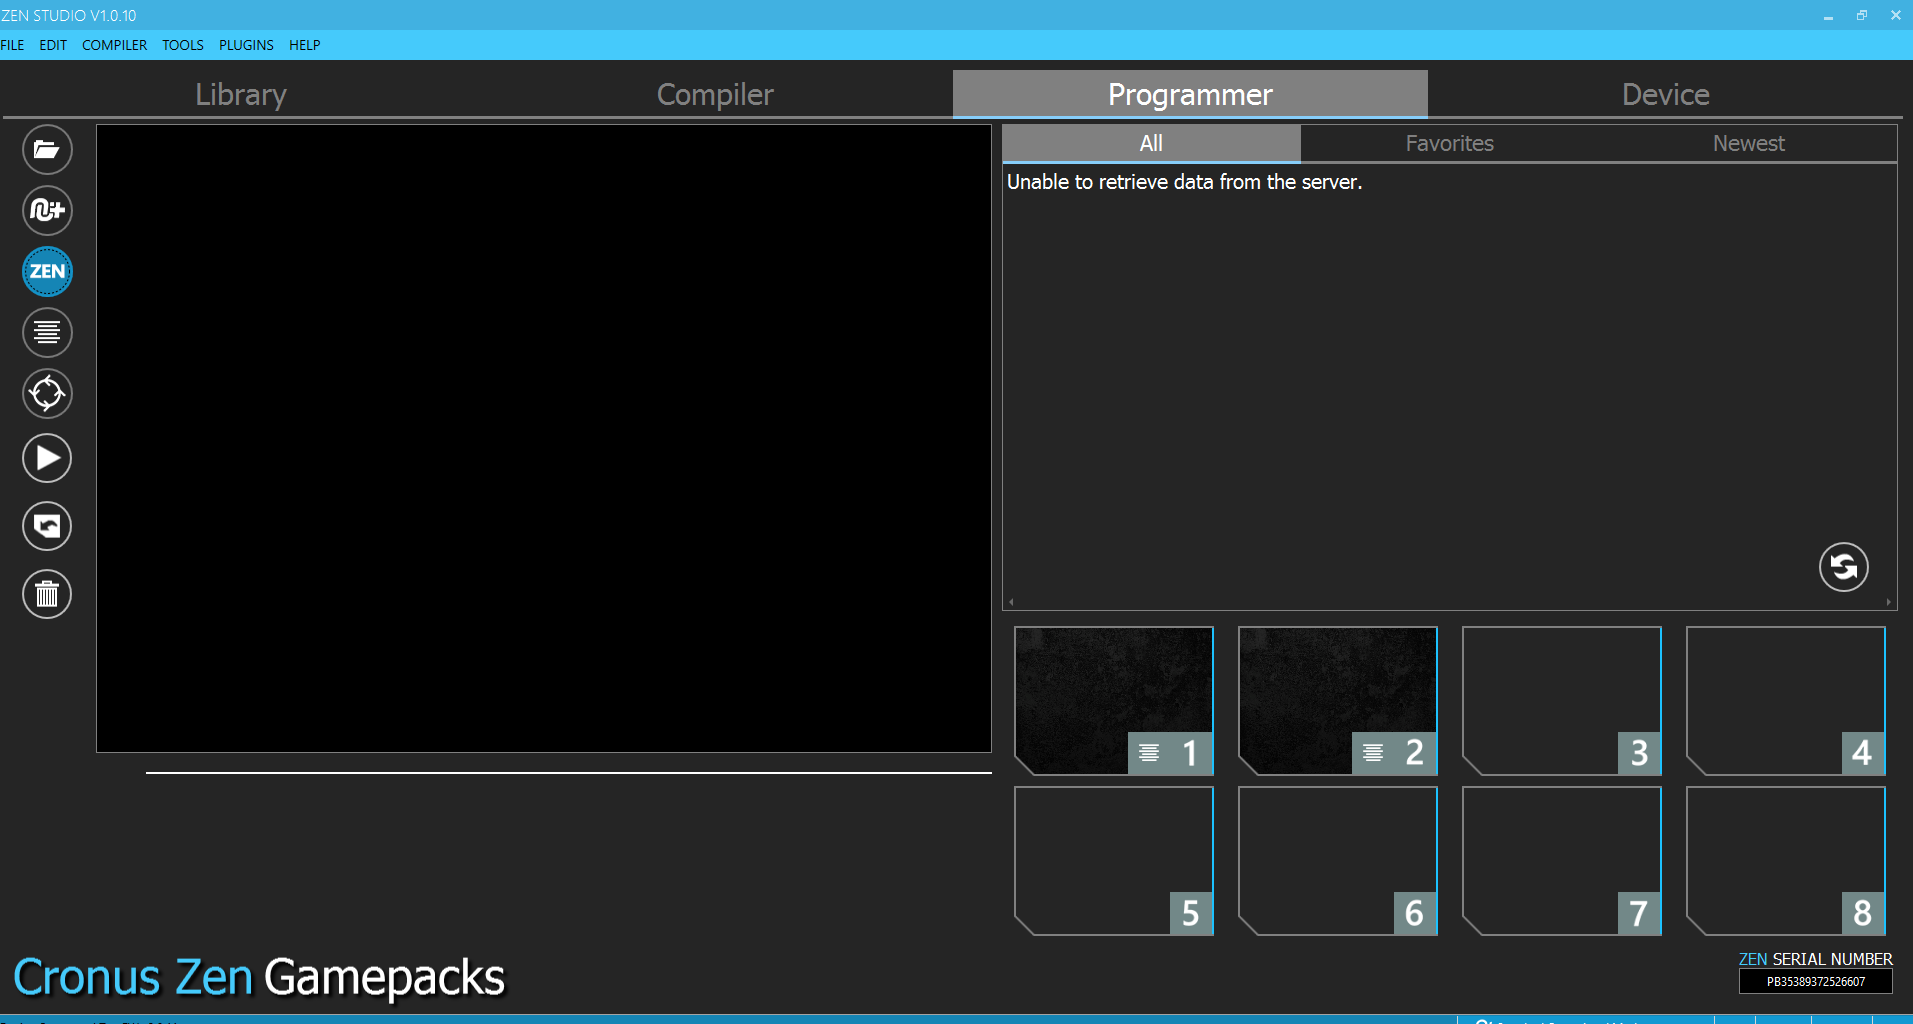 ZEN STUDIO V1.0.10
FILE EDIT COMPILER TOOLS PLUGINS HELP
Library Compiler Programmer Device
All Favorites Newest
Unable to retrieve data from the server.
ZEN
1 2 3 4
5 6 7 8
Cronus Zen Gamepacks
ZEN SERIAL NUMBER
PB35389372526607